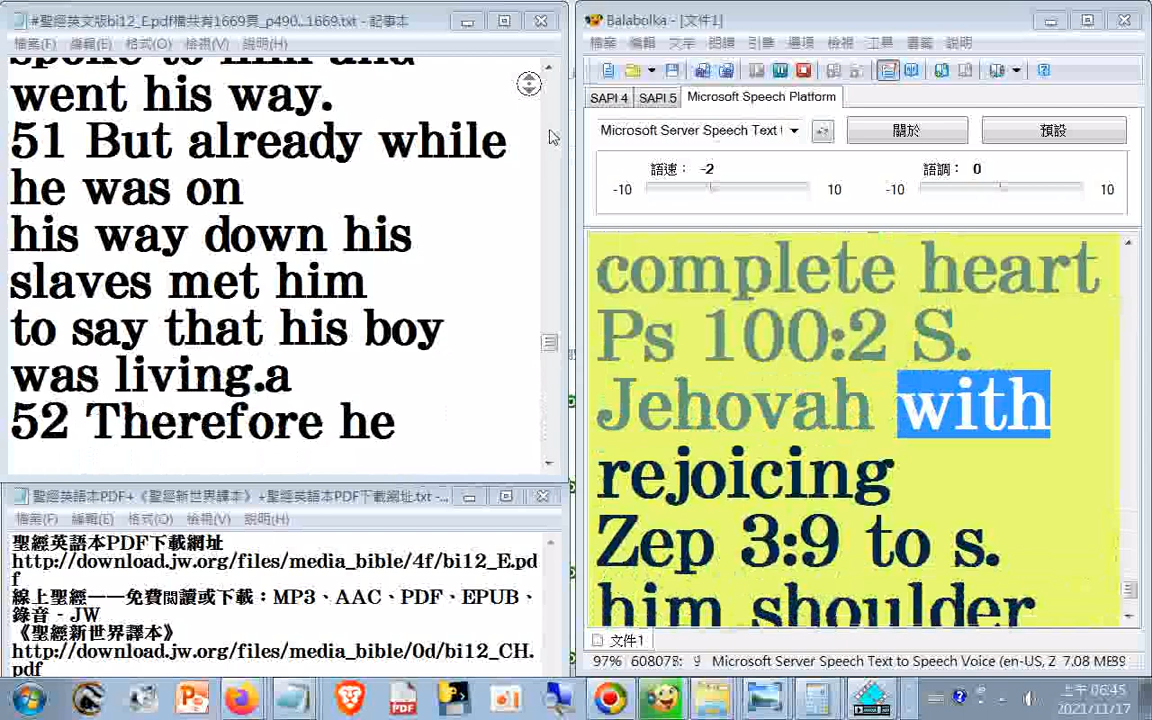 #聖經英文版bi12_E.pdf檔共有1669頁_p490...1669.txt - 記事本
檔案(F) 編輯(E) 格式(O) 檢視(V) 說明(H)
spoke to him and
went his way.
51 But already while
he was on
his way down his
slaves met him
to say that his boy
was living.a
52 Therefore he
聖經英語本PDF+《聖經新世界譯本》+聖經英語本PDF下載網址.txt -...
檔案(F) 編輯(E) 格式(O) 檢視(V) 說明(H)
聖經英語本PDF下載網址
http://download.jw.org/files/media_bible/4f/bi12_E.pd
f
線上聖經——免費閱讀或下載：MP3、AAC、PDF、EPUB、
錄音 - JW
《聖經新世界譯本》
http://download.jw.org/files/media_bible/0d/bi12_CH.
pdf
Balabolka - [文件1]
檔案 編輯 文字 朗讀 引擎 選項 檢視 工具 書籤 說明
SAPI 4 SAPI 5 Microsoft Speech Platform
Microsoft Server Speech Text 關於 預設
語速： -2 語調： 0
-10 10 -10 10
complete heart
Ps 100:2 S.
Jehovah with
rejoicing
Zep 3:9 to s.
him shoulder
文件1
97% Microsoft Server Speech Text to Speech Voice (en-US, Z 7.08 MB
上午 06:45
2021/11/17